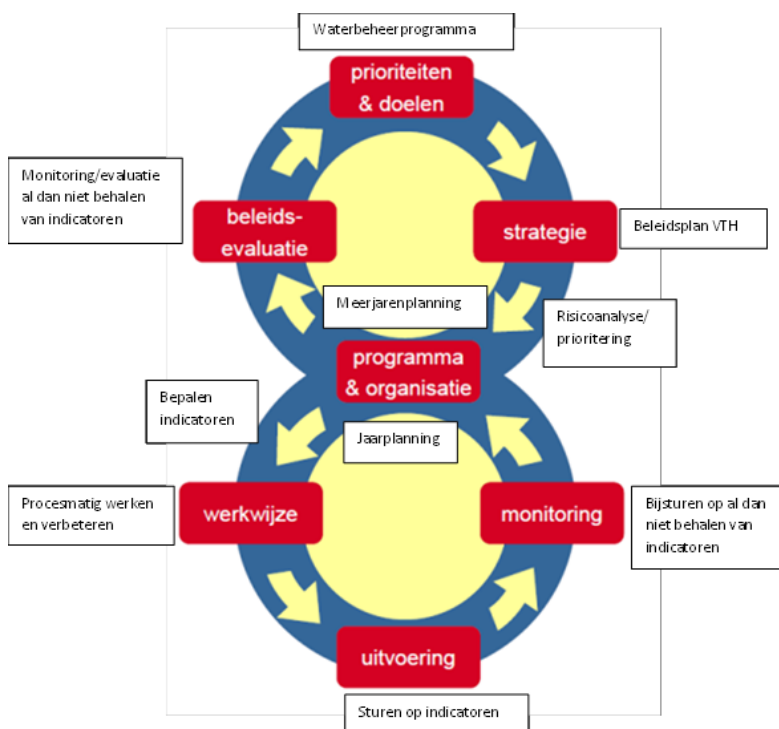 Waterbeheerprogramma
prioriteiten
& doelen
Monitoring/evaluatie
al dan niet behalen
van indicatoren
beleids-
evaluatie
strategie
Beleidsplan VTH
Meerjarenplanning
Risicoanalyse/
prioritering
programma
& organisatie
Bepalen
indicatoren
Jaarplanning
Procesmatig werken
en verbeteren
werkwijze
monitoring
Bijsturen op al dan
niet behalen van
indicatoren
uitvoering
Sturen op indicatoren